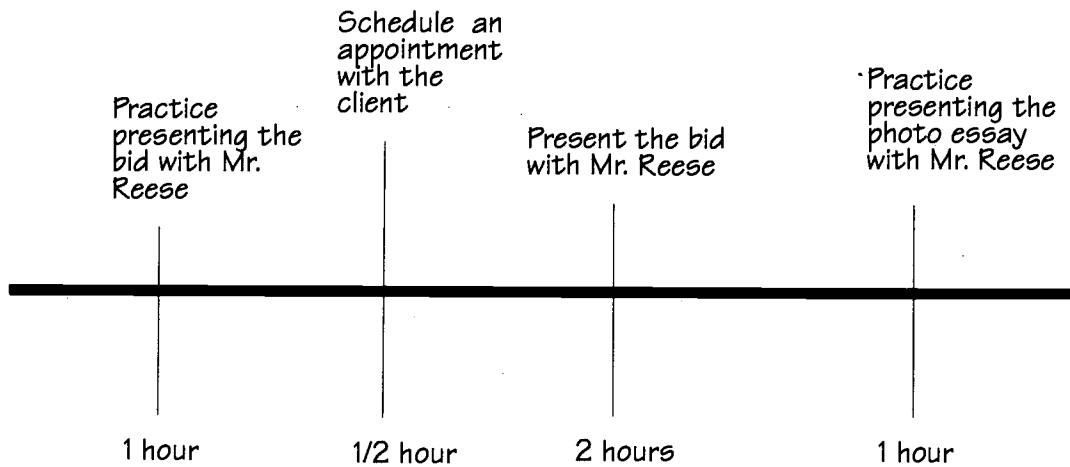 Practice
presenting the
bid with Mr.
Reese
Schedule an
appointment
with the
client
Present the bid
with Mr. Reese
Practice
presenting the
photo essay
with Mr. Reese
1 hour
1/2 hour
2 hours
1 hour